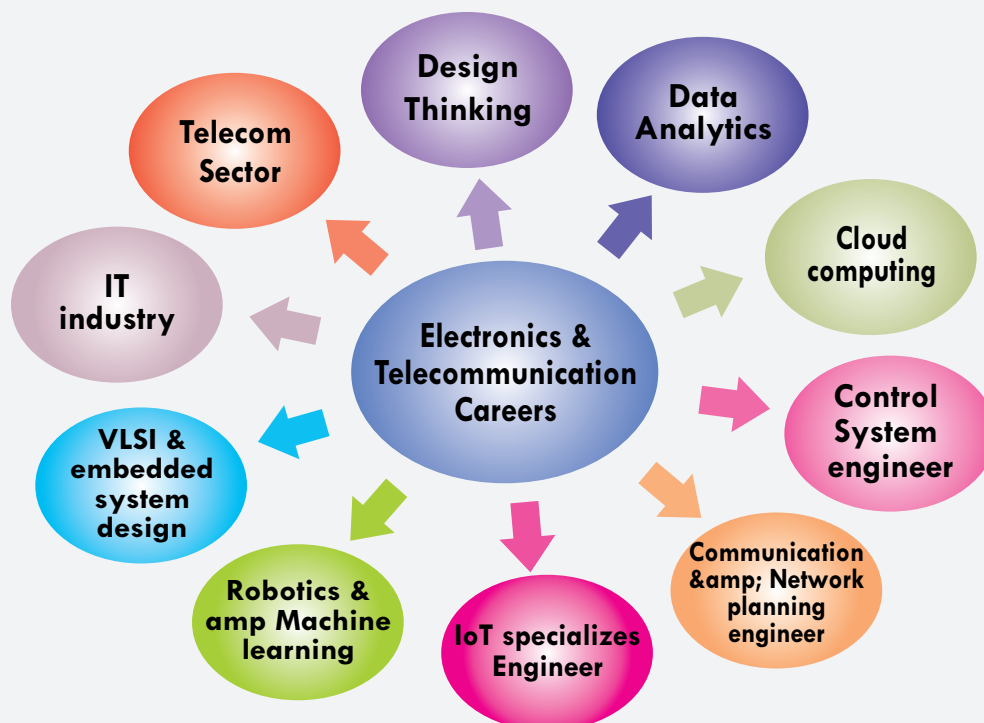 Design
Thinking
Data
Analytics
Telecom
Sector
Cloud
computing
IT
industry
Electronics &
Telecommunication
Careers
Control
System
engineer
VLSI &
embedded
system
design
Communication
&amp; Network
planning
engineer
Robotics &
amp Machine
learning
IoT specializes
Engineer